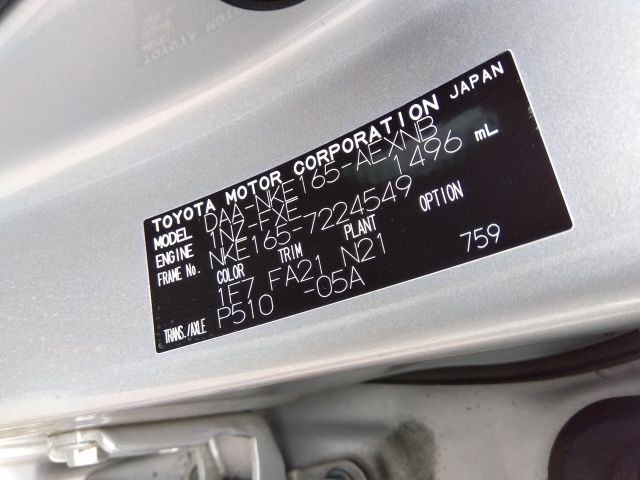 TOYOTA MOTOR CORPORATION JAPAN
MODEL DAA-NKE165-AEXNB
ENGINE 1NZ-FXE 1496 mL
FRAME No. NKE165-7224549
COLOR TRIM PLANT OPTION
1F7 FA21 N21 759
TRANS./AXLE P510 -05A